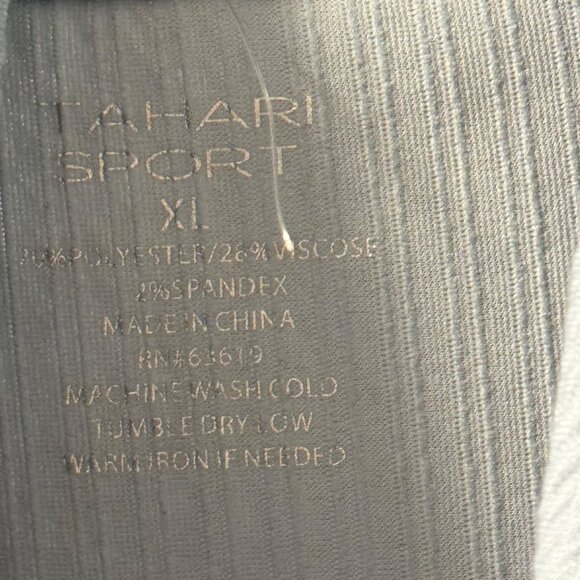 TAHARI
SPORT
XL
70%POLYESTER/28%VISCOSE
2%SPANDEX
MADE IN CHINA
RN#63619
MACHINE WASH COLD
TUMBLE DRY LOW
WARM IRON IF NEEDED